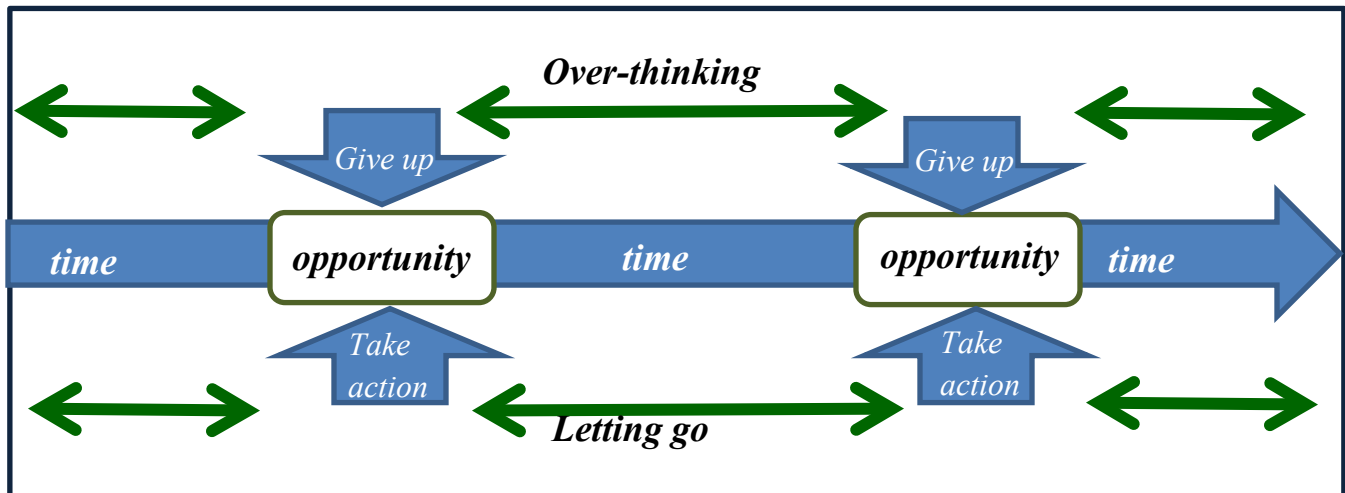 Over-thinking
Give up
Give up
time
opportunity
time
opportunity
time
Take
action
Take
action
Letting go